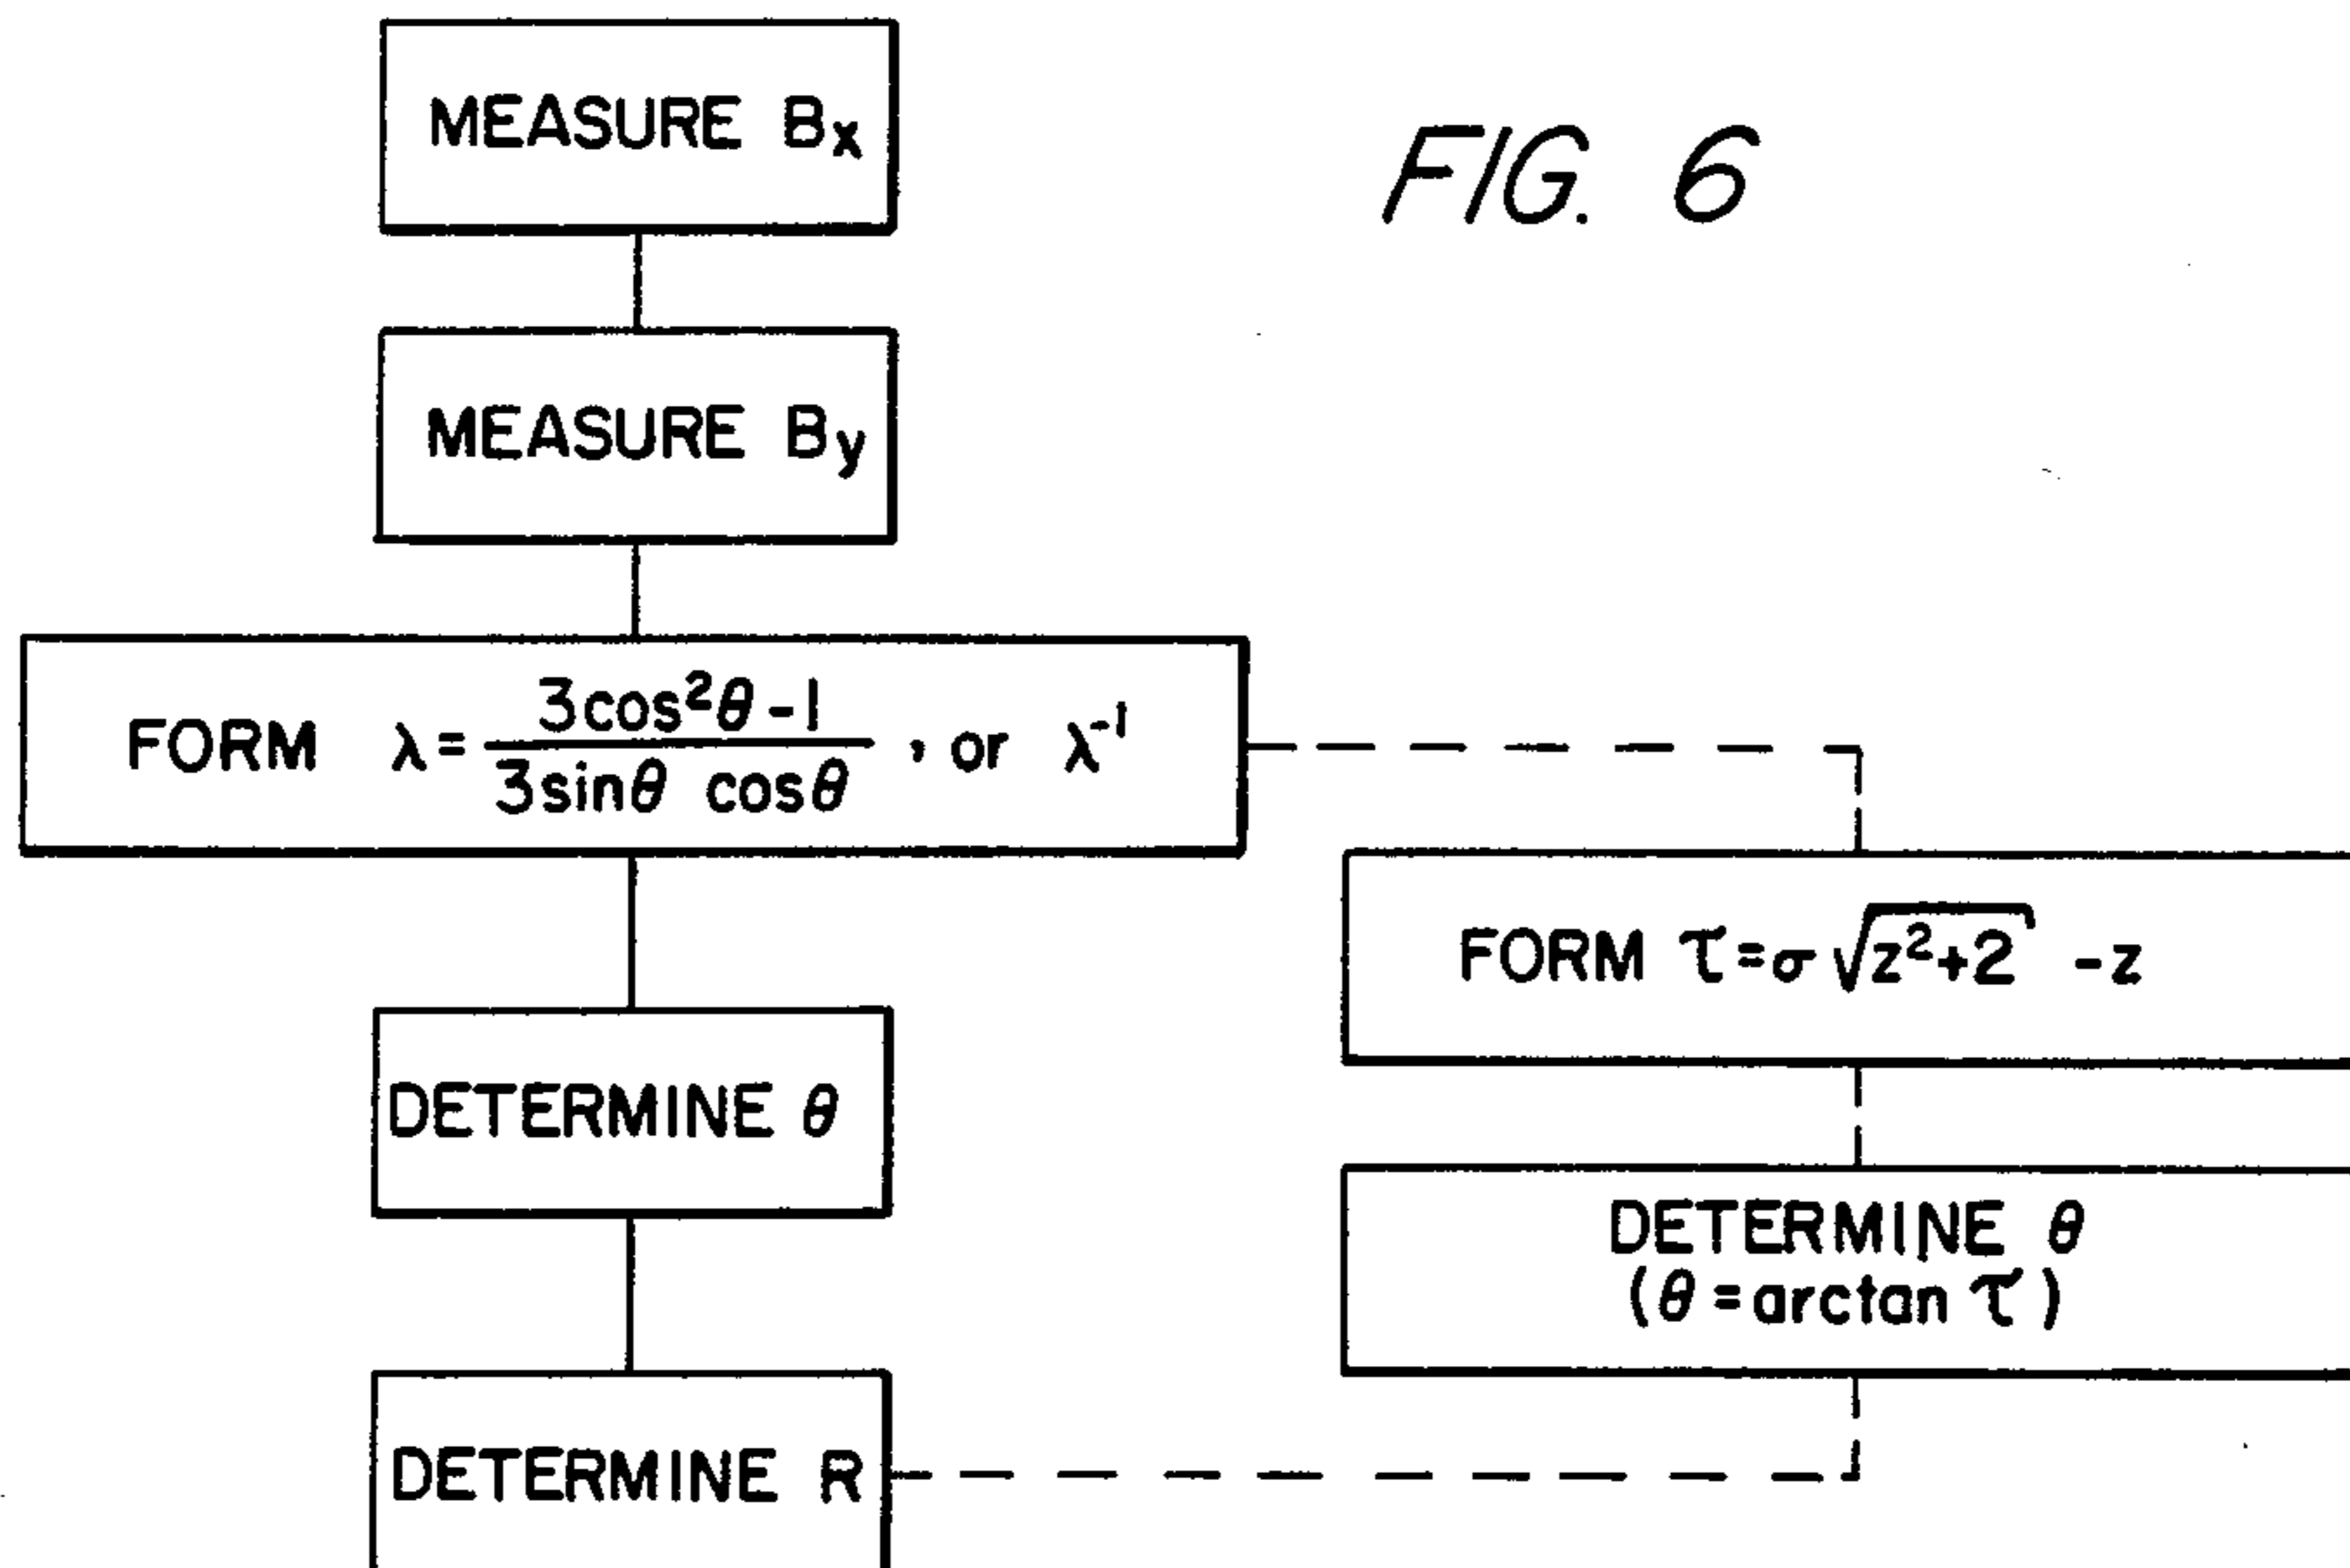 MEASURE Bx
FIG. 6
MEASURE By
FORM λ = 3cos²θ-1 / 3sinθ cosθ , or λ⁻¹
FORM τ=σ√z²+2 -z
DETERMINE θ
DETERMINE θ
(θ=arctan τ)
DETERMINE R